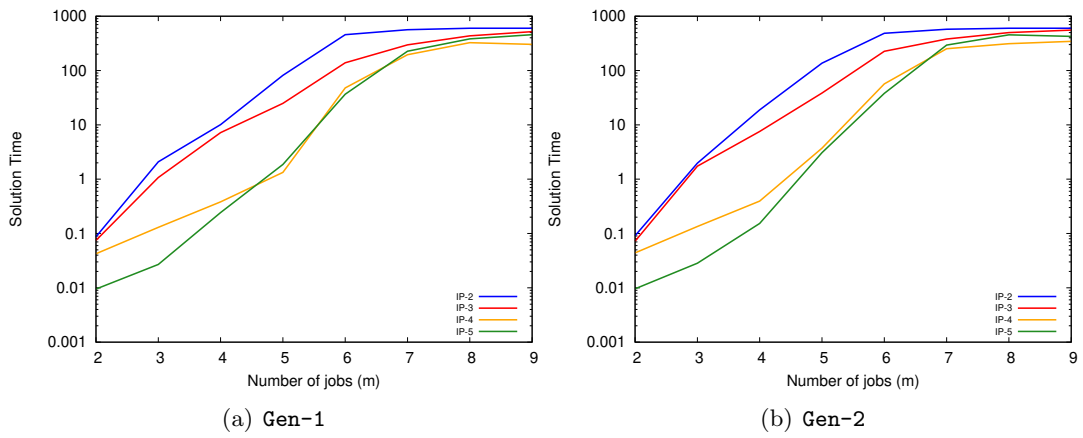 1000
100
10
1
0.1
0.01
0.001
Solution Time
2 3 4 5 6 7 8 9
Number of jobs (m)
IP-2
IP-3
IP-4
IP-5
(a) Gen-1
1000
100
10
1
0.1
0.01
0.001
Solution Time
2 3 4 5 6 7 8 9
Number of jobs (m)
IP-2
IP-3
IP-4
IP-5
(b) Gen-2